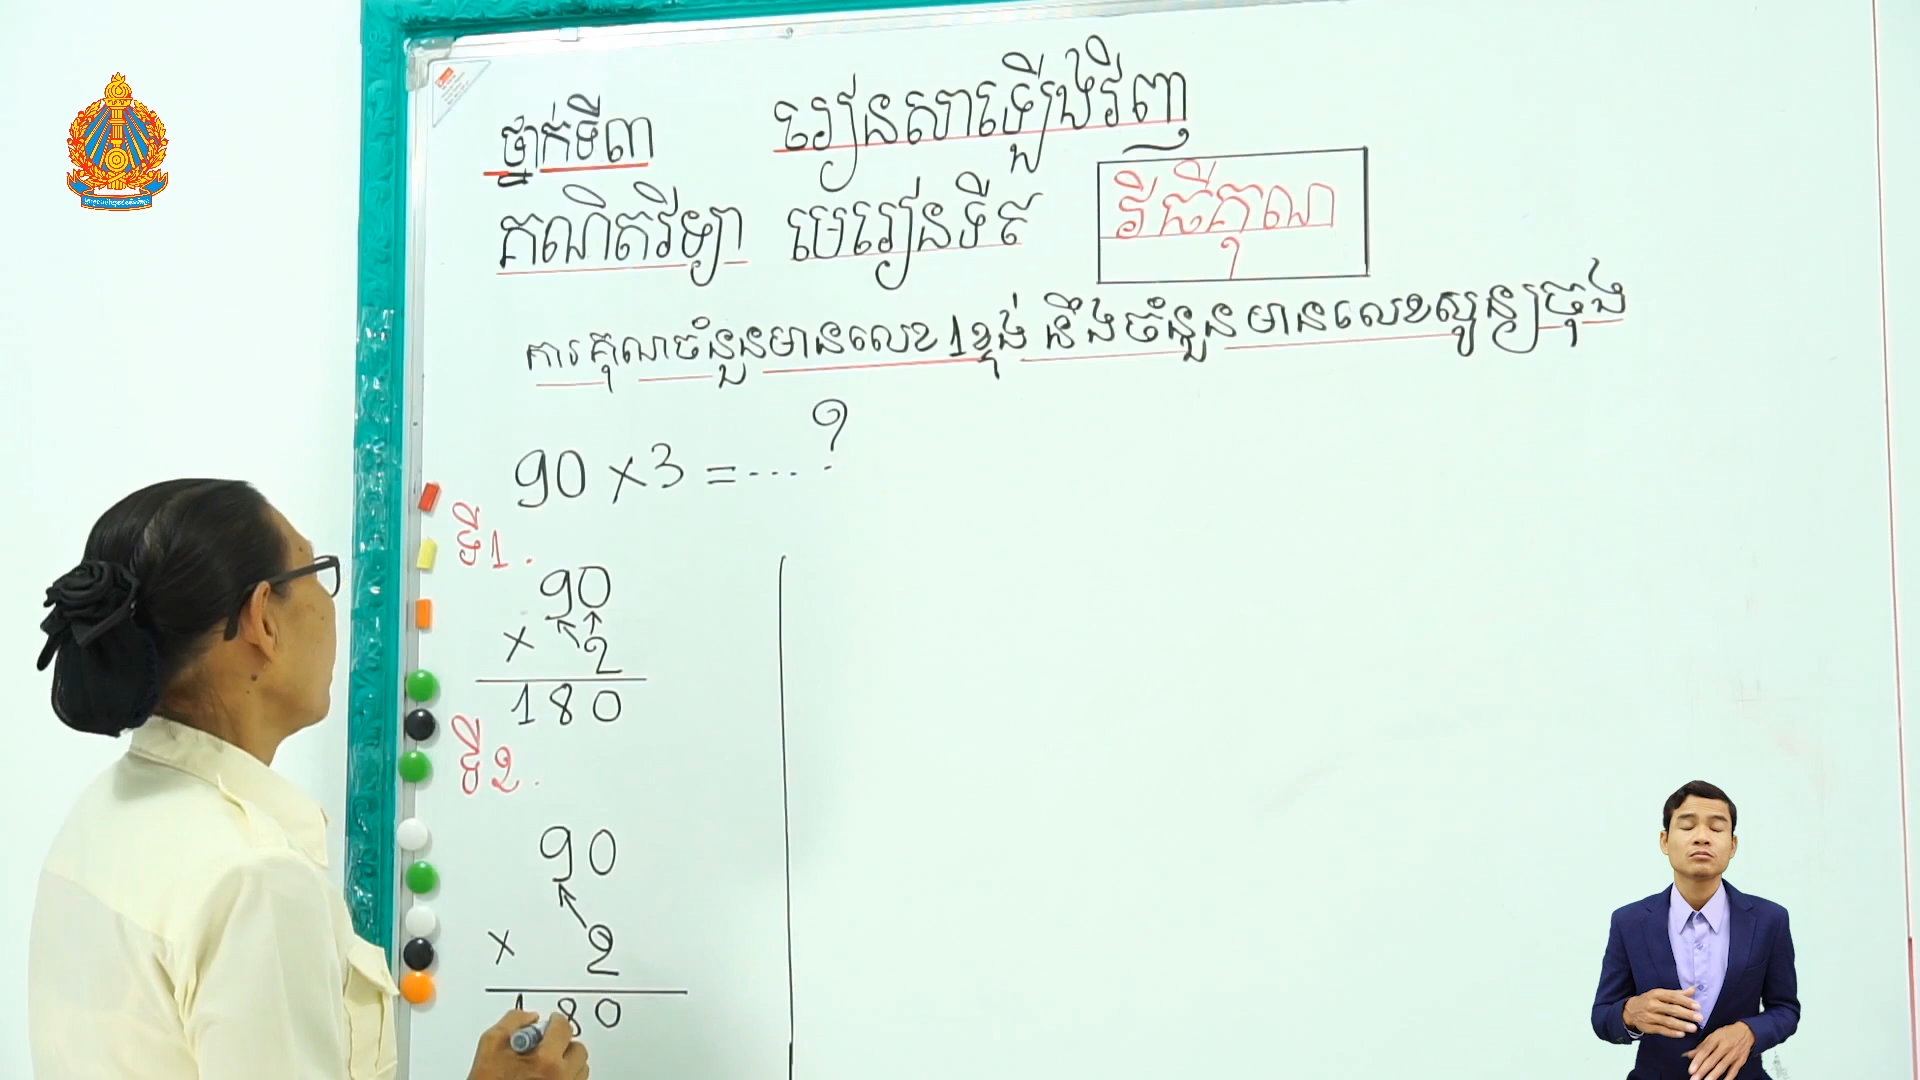 ថ្នាក់ទី៣ រៀនសាឡើងវិញ
គណិតវិទ្យា មេរៀនទី៩ វិធីគុណ
ការគុណចំនួនមានលេខ1ខ្ទង់ នឹងចំនួនមានលេខសូន្យចុង
90 × 3 = ... ?
ទី1.
90
× 2
180
ទី2.
90
× 2
180